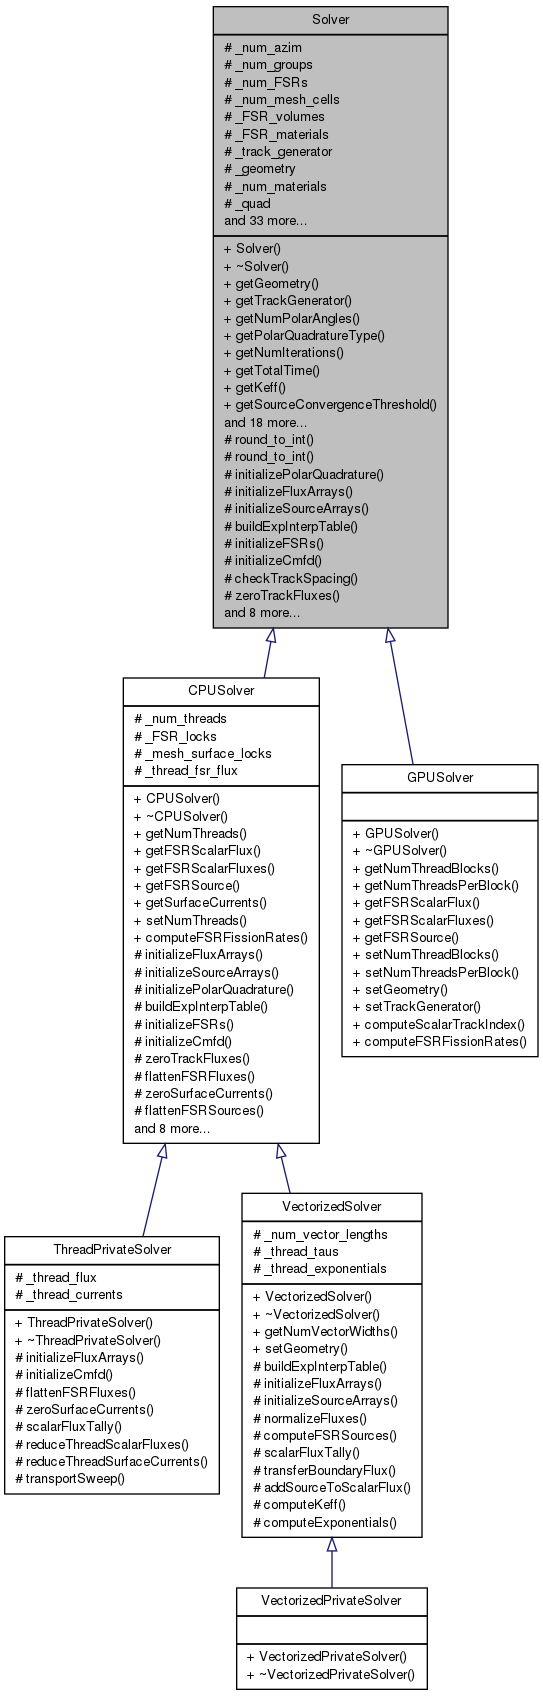 Solver
# _num_azim
# _num_groups
# _num_FSRs
# _num_mesh_cells
# _FSR_volumes
# _FSR_materials
# _track_generator
# _geometry
# _num_materials
# _quad
and 33 more...
+ Solver()
+ ~Solver()
+ getGeometry()
+ getTrackGenerator()
+ getNumPolarAngles()
+ getPolarQuadratureType()
+ getNumIterations()
+ getTotalTime()
+ getKeff()
+ getSourceConvergenceThreshold()
and 18 more...
# round_to_int()
# round_to_int()
# initializePolarQuadrature()
# initializeFluxArrays()
# initializeSourceArrays()
# buildExpInterpTable()
# initializeFSRs()
# initializeCmfd()
# checkTrackSpacing()
# zeroTrackFluxes()
and 8 more...
CPUSolver
# _num_threads
# _FSR_locks
# _mesh_surface_locks
# _thread_fsr_flux
+ CPUSolver()
+ ~CPUSolver()
+ getNumThreads()
+ getFSRScalarFlux()
+ getFSRScalarFluxes()
+ getFSRSource()
+ getSurfaceCurrents()
+ setNumThreads()
+ computeFSRFissionRates()
# initializeFluxArrays()
# initializeSourceArrays()
# initializePolarQuadrature()
# buildExpInterpTable()
# initializeFSRs()
# initializeCmfd()
# zeroTrackFluxes()
# flattenFSRFluxes()
# zeroSurfaceCurrents()
# flattenFSRSources()
and 8 more...
GPUSolver
+ GPUSolver()
+ ~GPUSolver()
+ getNumThreadBlocks()
+ getNumThreadsPerBlock()
+ getFSRScalarFlux()
+ getFSRScalarFluxes()
+ getFSRSource()
+ setNumThreadBlocks()
+ setNumThreadsPerBlock()
+ setGeometry()
+ setTrackGenerator()
+ computeScalarTrackIndex()
+ computeFSRFissionRates()
ThreadPrivateSolver
# _thread_flux
# _thread_currents
+ ThreadPrivateSolver()
+ ~ThreadPrivateSolver()
# initializeFluxArrays()
# initializeCmfd()
# flattenFSRFluxes()
# zeroSurfaceCurrents()
# scalarFluxTally()
# reduceThreadScalarFluxes()
# reduceThreadSurfaceCurrents()
# transportSweep()
VectorizedSolver
# _num_vector_lengths
# _thread_taus
# _thread_exponentials
+ VectorizedSolver()
+ ~VectorizedSolver()
+ getNumVectorWidths()
+ setGeometry()
# buildExpInterpTable()
# initializeFluxArrays()
# initializeSourceArrays()
# normalizeFluxes()
# computeFSRSources()
# scalarFluxTally()
# transferBoundaryFlux()
# addSourceToScalarFlux()
# computeKeff()
# computeExponentials()
VectorizedPrivateSolver
+ VectorizedPrivateSolver()
+ ~VectorizedPrivateSolver()